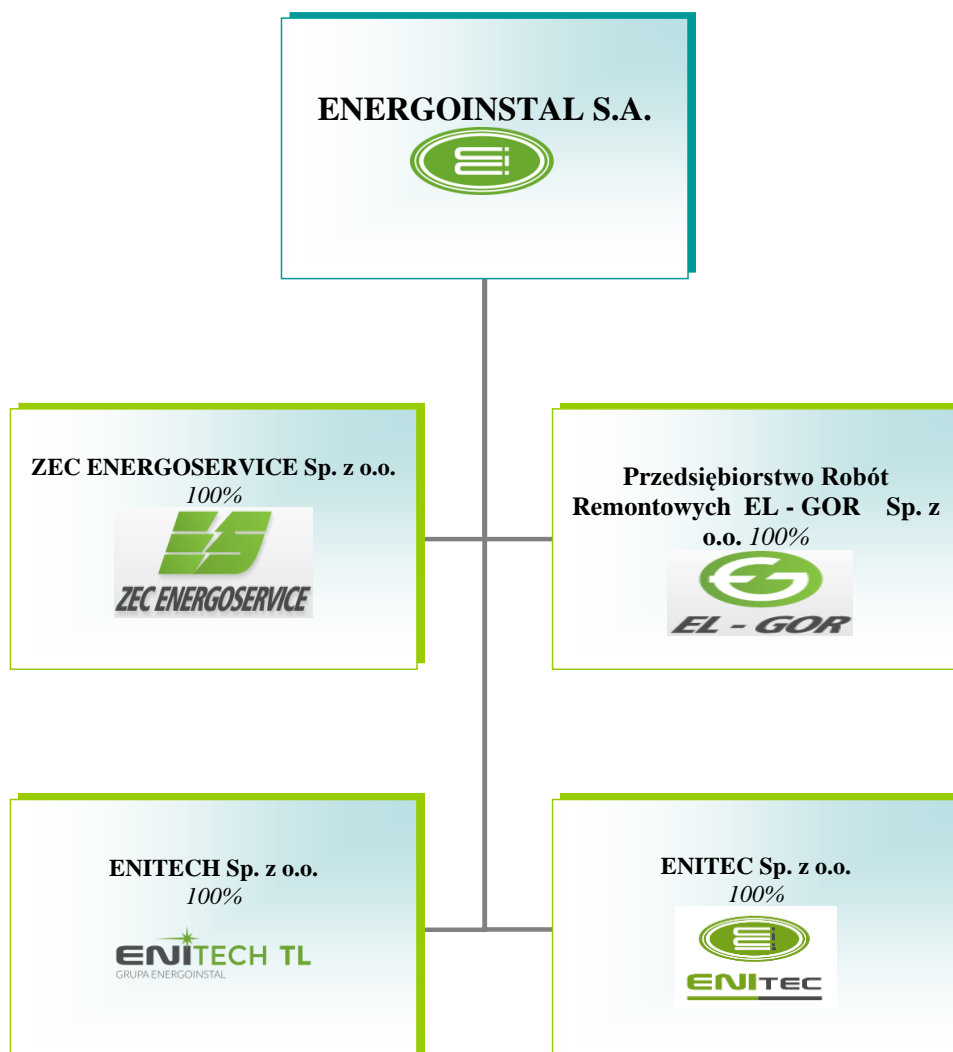 ENERGOINSTAL S.A.
ZEC ENERGOSERVICE Sp. z o.o.
100%
ZEC ENERGOSERVICE
Przedsiębiorstwo Robót
Remontowych EL - GOR Sp. z
o.o. 100%
EL - GOR
ENITECH Sp. z o.o.
100%
ENITECH TL
GRUPA ENERGOINSTAL
ENITEC Sp. z o.o.
100%
ENITEC